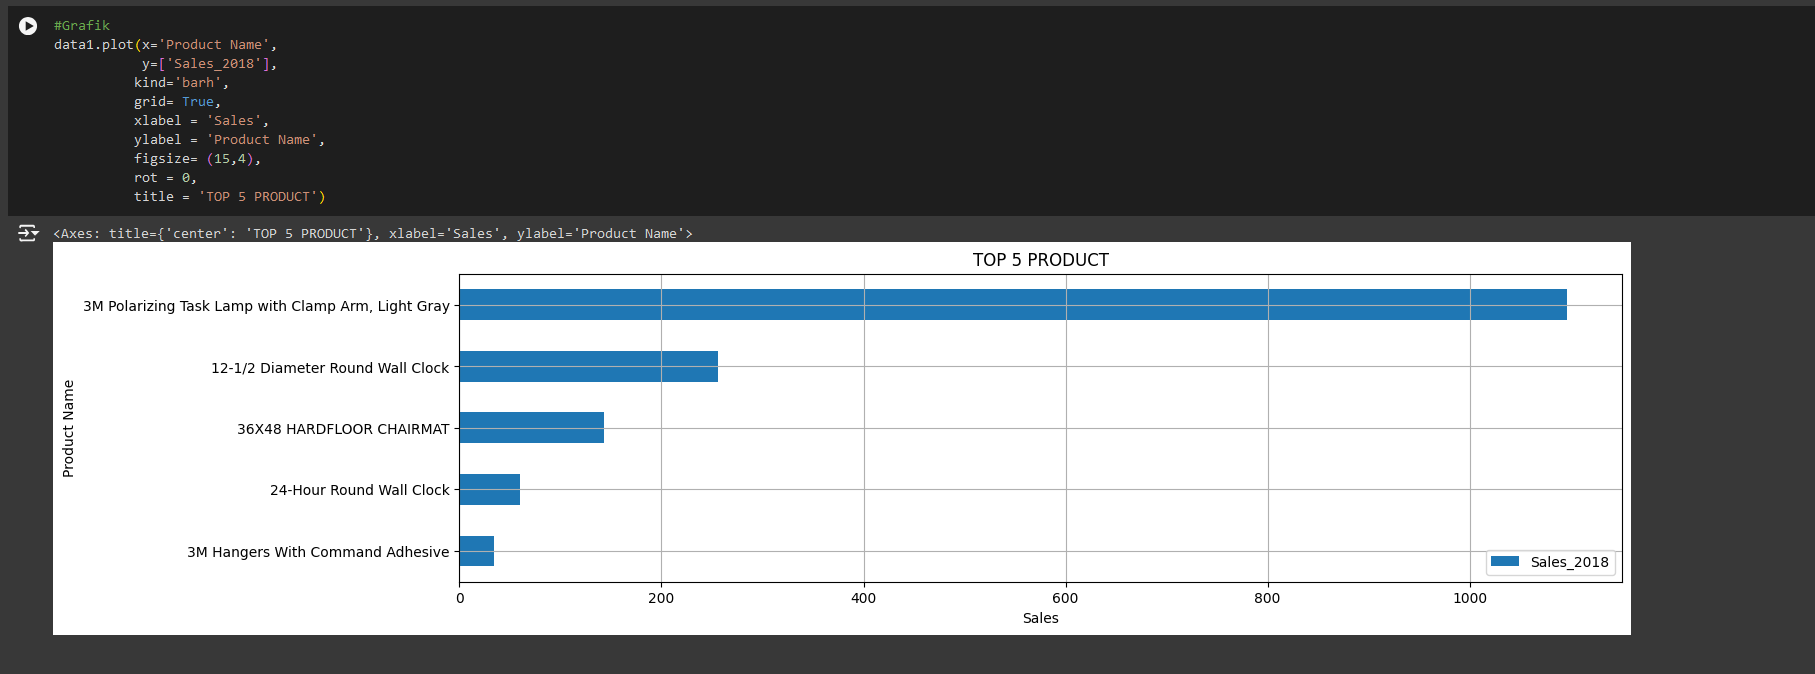 #Grafik
data1.plot(x='Product Name',
y=['Sales_2018'],
kind='barh',
grid= True,
xlabel = 'Sales',
ylabel = 'Product Name',
figsize= (15,4),
rot = 0,
title = 'TOP 5 PRODUCT')
<Axes: title={'center': 'TOP 5 PRODUCT'}, xlabel='Sales', ylabel='Product Name'>
TOP 5 PRODUCT
3M Polarizing Task Lamp with Clamp Arm, Light Gray
12-1/2 Diameter Round Wall Clock
36X48 HARDFLOOR CHAIRMAT
24-Hour Round Wall Clock
3M Hangers With Command Adhesive
Product Name
Sales_2018
0 200 400 600 800 1000
Sales